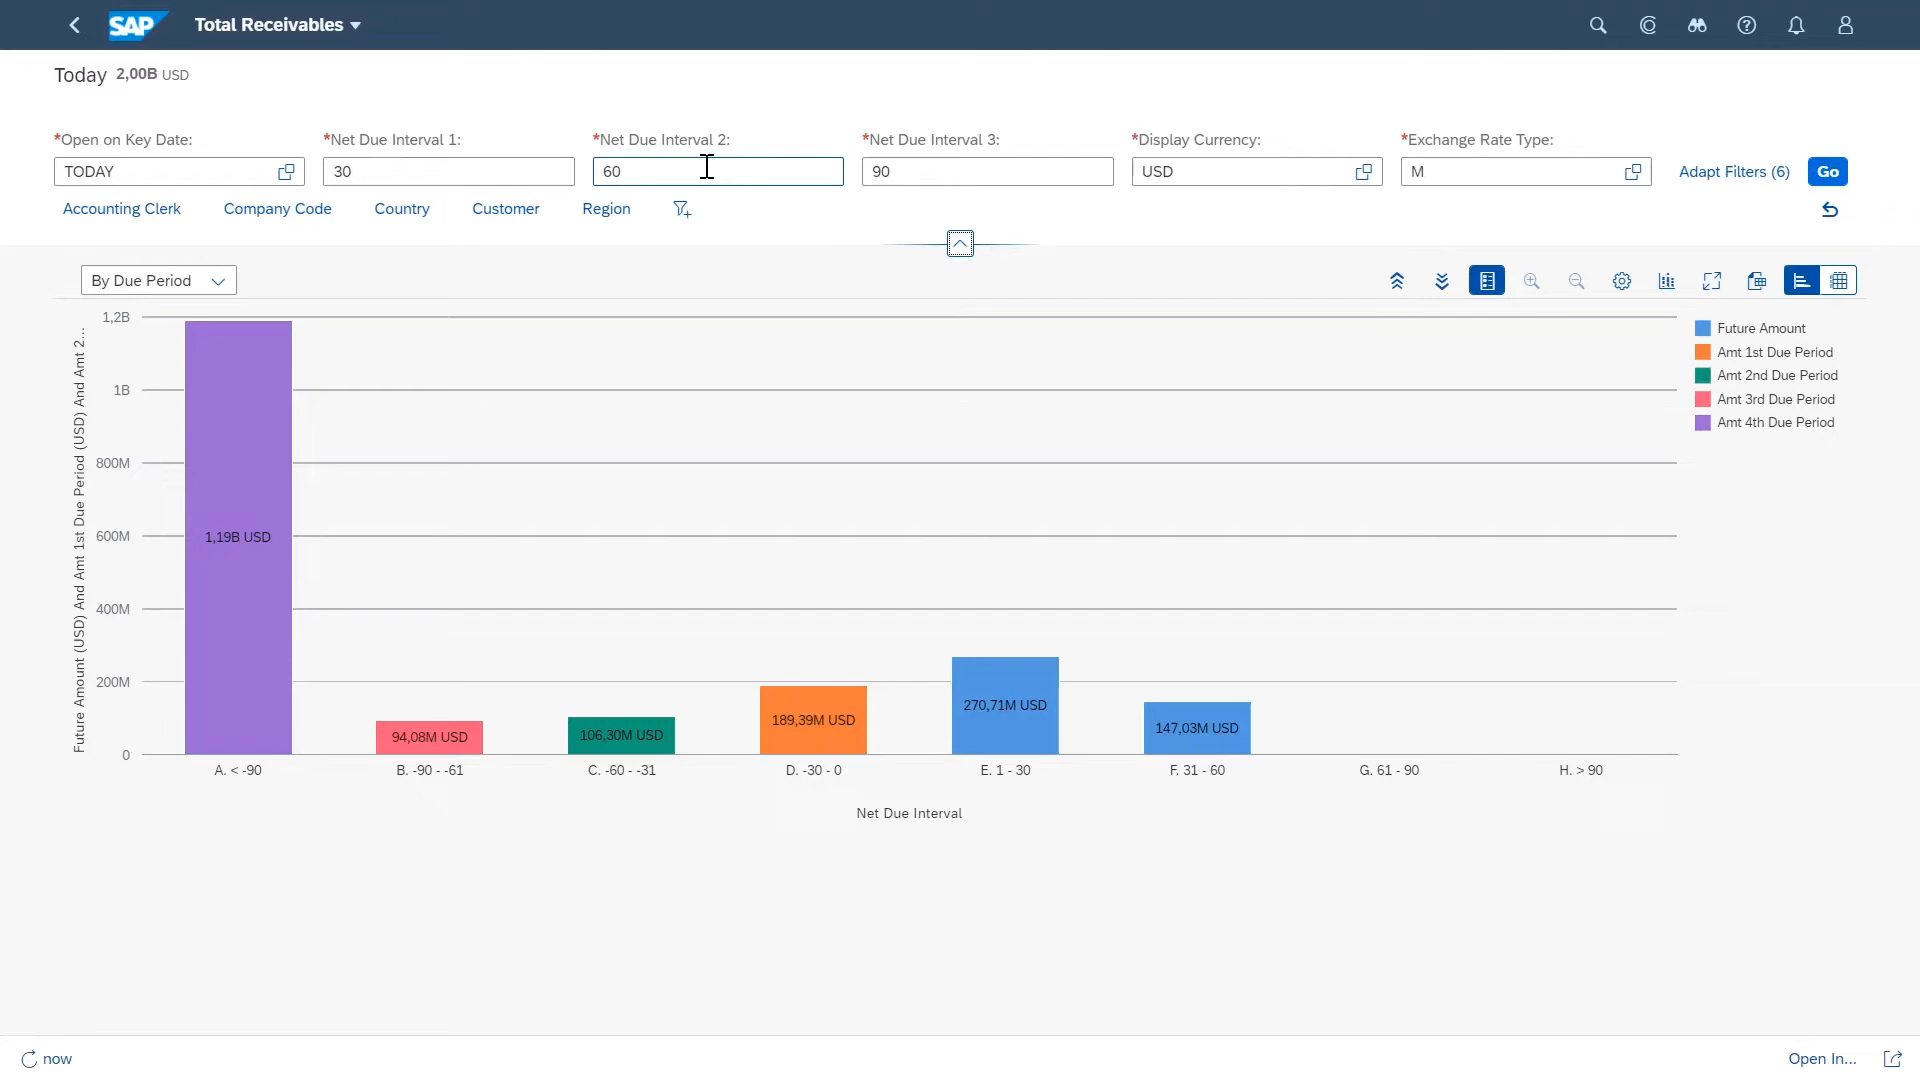 SAP Total Receivables
Today 2,00B USD
*Open on Key Date: *Net Due Interval 1: *Net Due Interval 2: *Net Due Interval 3: *Display Currency: *Exchange Rate Type:
TODAY 30 60 90 USD M Adapt Filters (6) Go
Accounting Clerk Company Code Country Customer Region
By Due Period
Future Amount (USD) And Amt 1st Due Period (USD) And Amt 2...
1,2B
1B
800M
600M
400M
200M
0
1,19B USD
94,08M USD
106,30M USD
189,39M USD
270,71M USD
147,03M USD
A. < -90 B. -90 - -61 C. -60 - -31 D. -30 - 0 E. 1 - 30 F. 31 - 60 G. 61 - 90 H. > 90
Net Due Interval
Future Amount
Amt 1st Due Period
Amt 2nd Due Period
Amt 3rd Due Period
Amt 4th Due Period
now Open In...